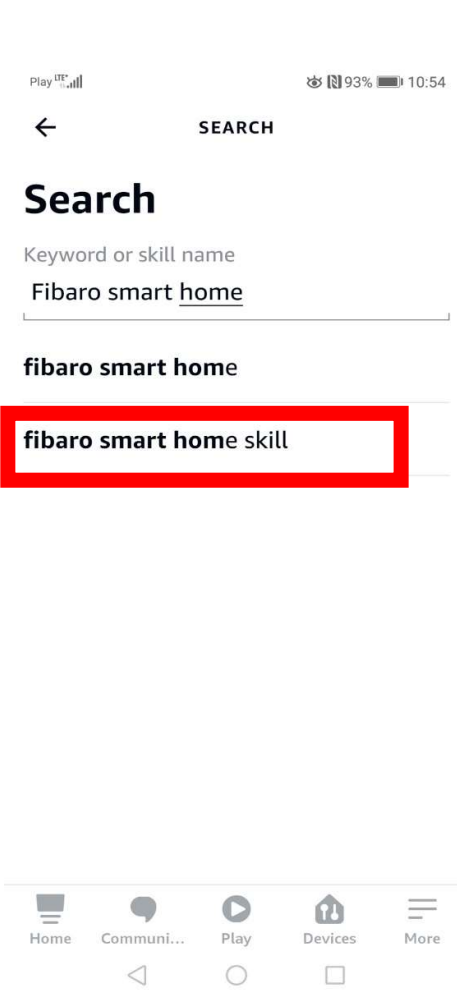 Play LTE+ 93% 10:54
SEARCH
Search
Keyword or skill name
Fibaro smart home
fibaro smart home
fibaro smart home skill
Home Communi... Play Devices More